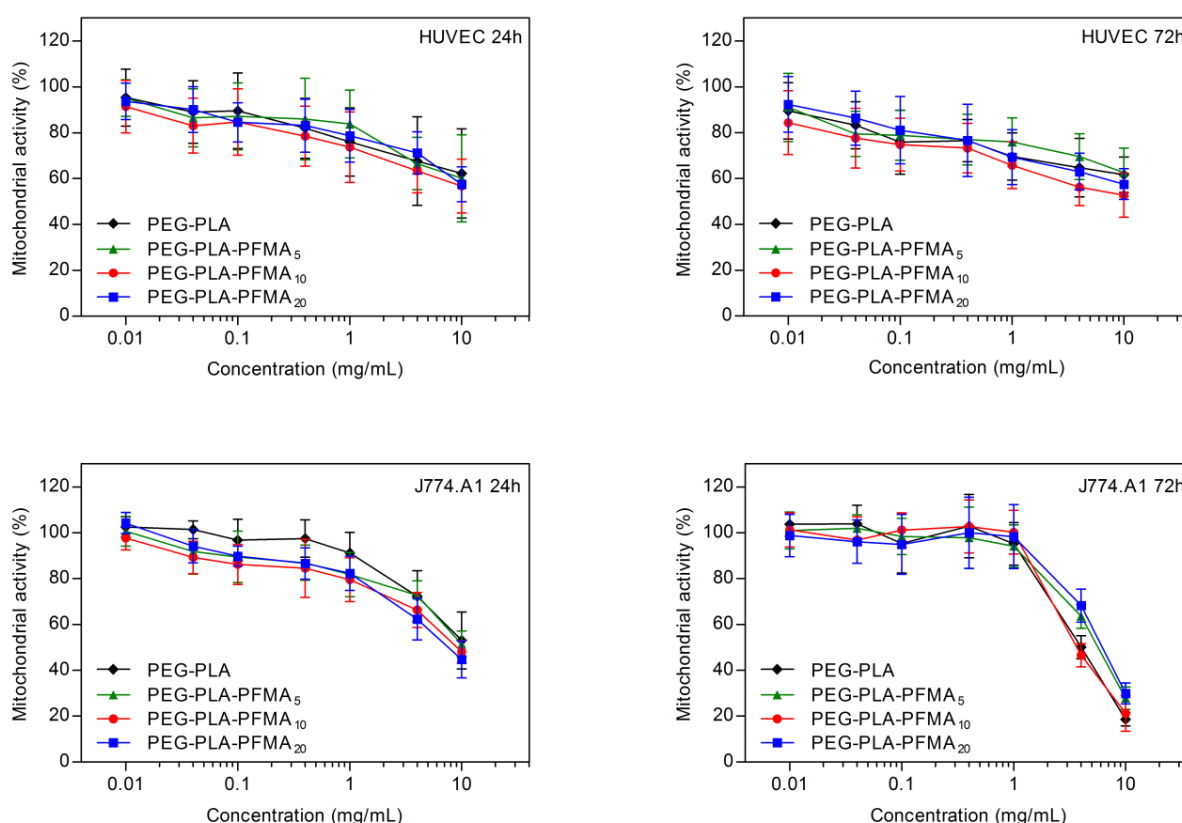 HUVEC 24h
Mitochondrial activity (%)
120
100
80
60
40
20
0
PEG-PLA
PEG-PLA-PFMA5
PEG-PLA-PFMA10
PEG-PLA-PFMA20
0.01 0.1 1 10
Concentration (mg/mL)
HUVEC 72h
Mitochondrial activity (%)
120
100
80
60
40
20
0
PEG-PLA
PEG-PLA-PFMA5
PEG-PLA-PFMA10
PEG-PLA-PFMA20
0.01 0.1 1 10
Concentration (mg/mL)
J774.A1 24h
Mitochondrial activity (%)
120
100
80
60
40
20
0
PEG-PLA
PEG-PLA-PFMA5
PEG-PLA-PFMA10
PEG-PLA-PFMA20
0.01 0.1 1 10
Concentration (mg/mL)
J774.A1 72h
Mitochondrial activity (%)
120
100
80
60
40
20
0
PEG-PLA
PEG-PLA-PFMA5
PEG-PLA-PFMA10
PEG-PLA-PFMA20
0.01 0.1 1 10
Concentration (mg/mL)